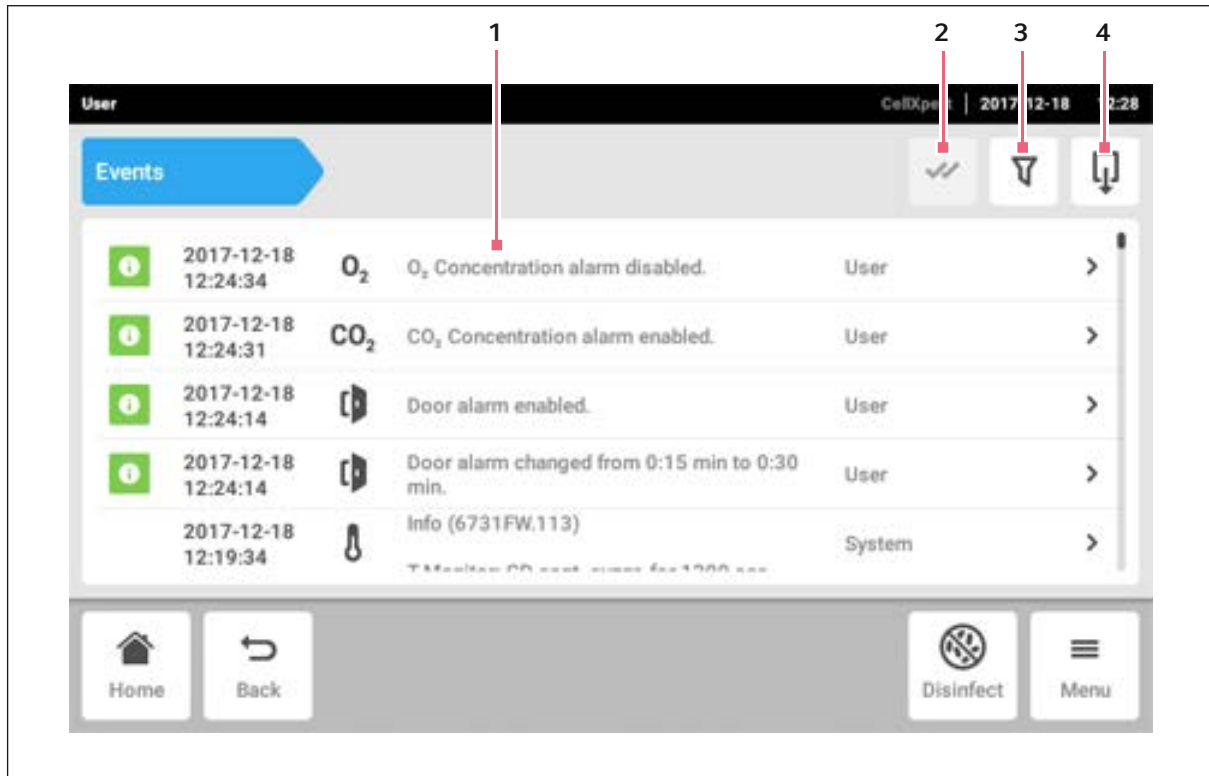 1 2 3 4
User CellXpert | 2017-12-18 12:28
Events
2017-12-18
12:24:34
O₂ O₂ Concentration alarm disabled. User
2017-12-18
12:24:31
CO₂ CO₂ Concentration alarm enabled. User
2017-12-18
12:24:14
Door alarm enabled. User
2017-12-18
12:24:14
Door alarm changed from 0:15 min to 0:30
min.
User
2017-12-18
12:19:34
Info (6731FW.113)
System
Home Back Disinfect Menu